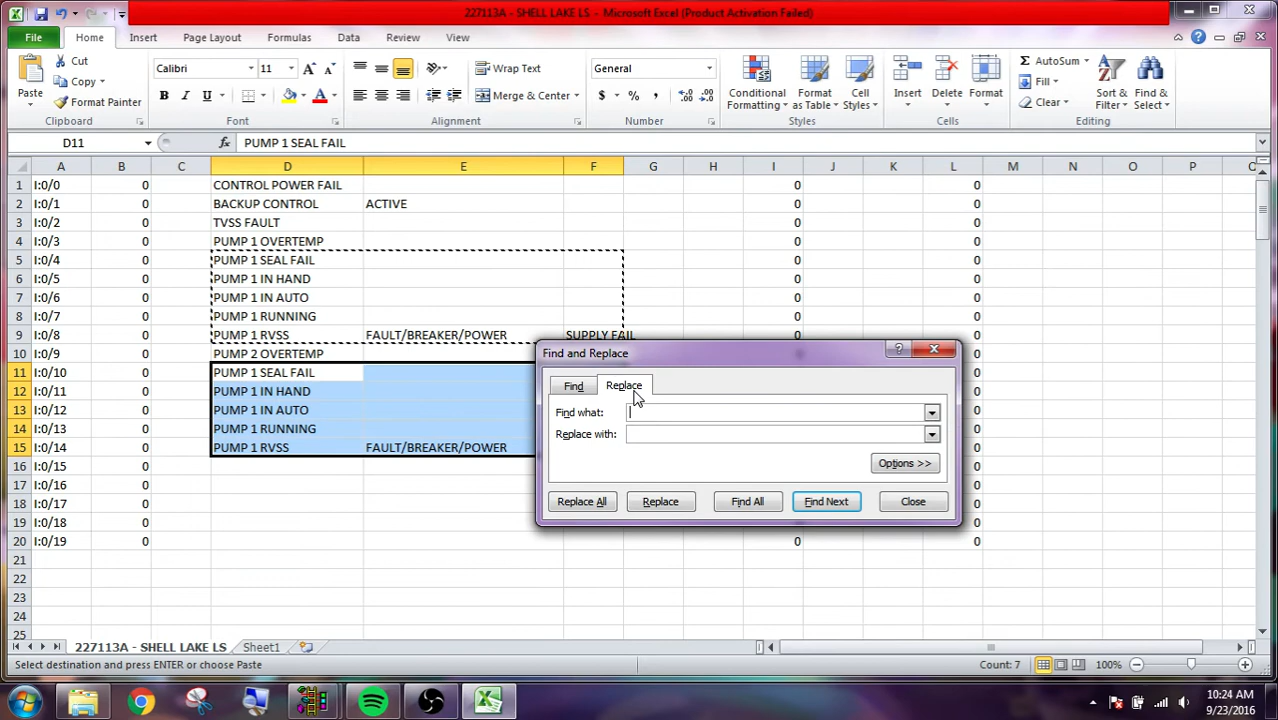 227113A - SHELL LAKE LS - Microsoft Excel (Product Activation Failed)
File Home Insert Page Layout Formulas Data Review View
Paste
Cut
Copy
Format Painter
Clipboard
Calibri 11
B I U
Font
Wrap Text
Merge & Center
Alignment
General
$ % ,
Number
Conditional Formatting
Format as Table
Cell Styles
Styles
Insert Delete Format
Cells
AutoSum
Fill
Clear
Sort & Filter
Find & Select
Editing
D11 fx PUMP 1 SEAL FAIL
A B C D E F G H I J K L M N O P Q
1 I:0/0 0 CONTROL POWER FAIL 0 0
2 I:0/1 0 BACKUP CONTROL ACTIVE 0 0
3 I:0/2 0 TVSS FAULT 0 0
4 I:0/3 0 PUMP 1 OVERTEMP 0 0
5 I:0/4 0 PUMP 1 SEAL FAIL 0 0
6 I:0/5 0 PUMP 1 IN HAND 0 0
7 I:0/6 0 PUMP 1 IN AUTO 0 0
8 I:0/7 0 PUMP 1 RUNNING 0 0
9 I:0/8 0 PUMP 1 RVSS FAULT/BREAKER/POWER SUPPLY FAIL 0 0
10 I:0/9 0 PUMP 2 OVERTEMP
11 I:0/10 0 PUMP 1 SEAL FAIL 0
12 I:0/11 0 PUMP 1 IN HAND 0
13 I:0/12 0 PUMP 1 IN AUTO 0
14 I:0/13 0 PUMP 1 RUNNING 0
15 I:0/14 0 PUMP 1 RVSS FAULT/BREAKER/POWER 0
16 I:0/15 0 0
17 I:0/16 0 0
18 I:0/17 0 0
19 I:0/18 0 0
20 I:0/19 0 0 0
21
22
23
24
25
Find and Replace
Find Replace
Find what:
Replace with:
Options >>
Replace All Replace Find All Find Next Close
227113A - SHELL LAKE LS Sheet1
Select destination and press ENTER or choose Paste Count: 7 100%
10:24 AM
9/23/2016